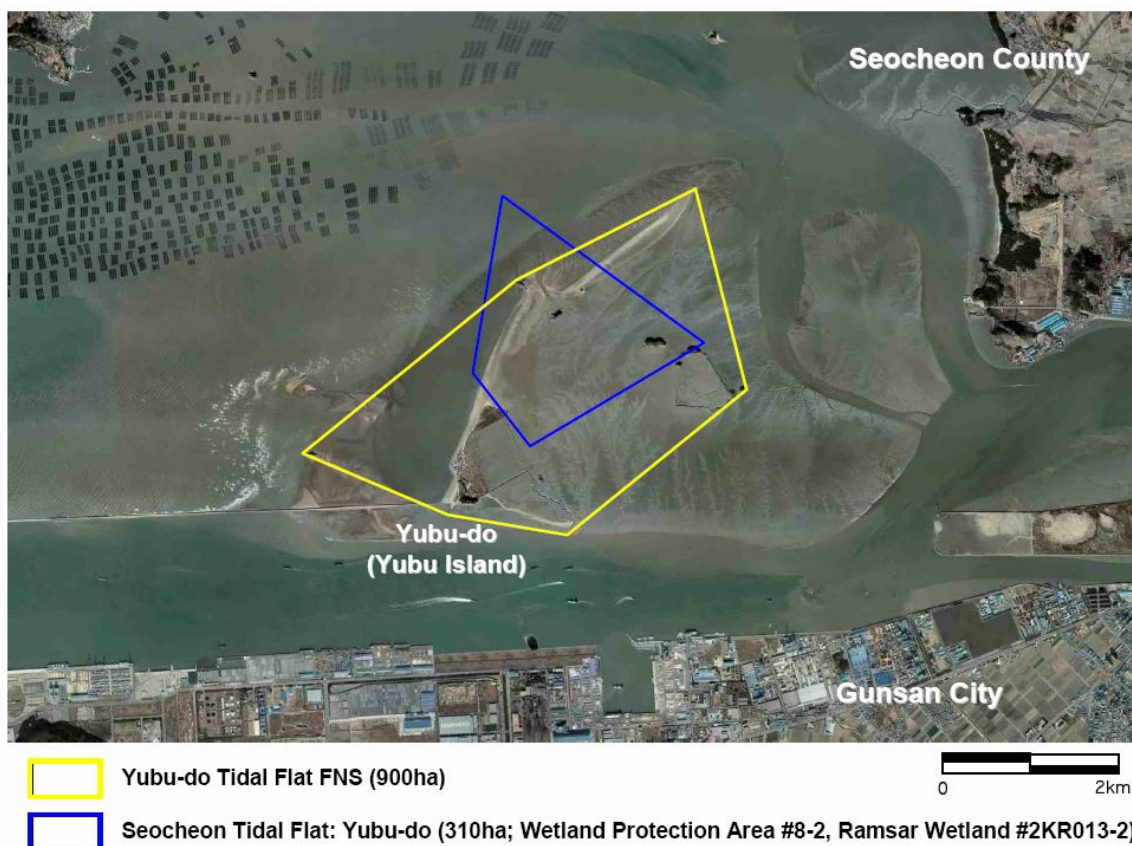 Seocheon County
Yubu-do
(Yubu Island)
Gunsan City
Yubu-do Tidal Flat FNS (900ha)
0 2km
Seocheon Tidal Flat: Yubu-do (310ha; Wetland Protection Area #8-2, Ramsar Wetland #2KR013-2)